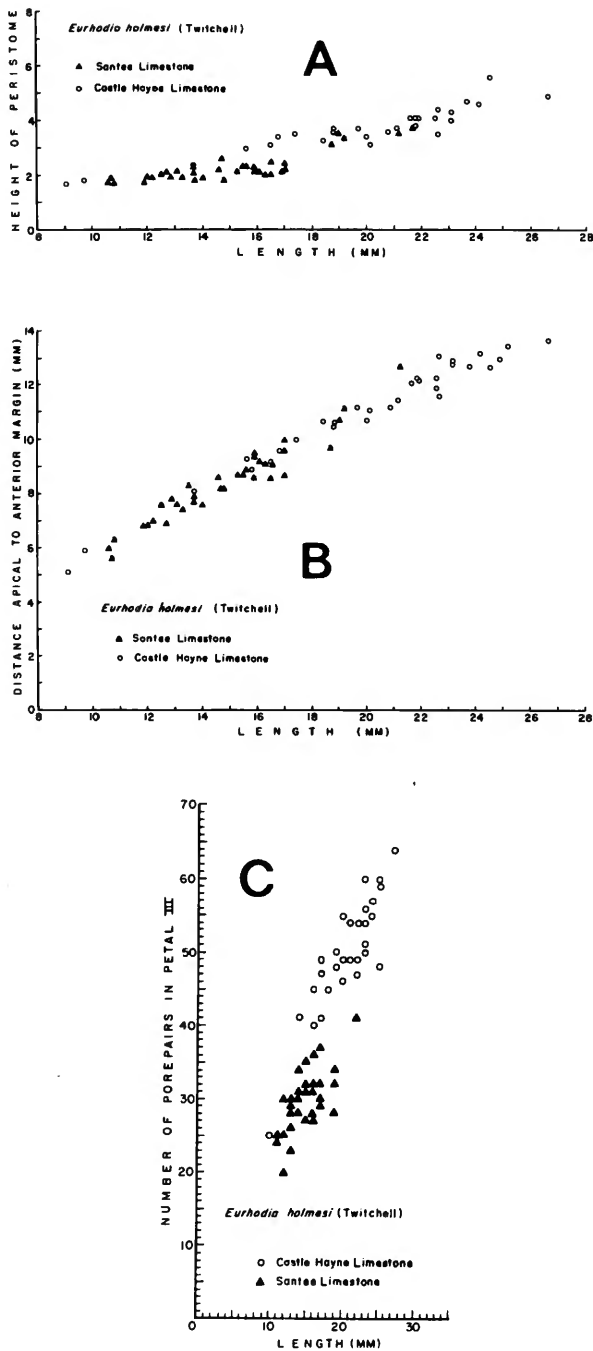 Eurhodia holmesi (Twitchell)
A
▲ Santee Limestone
○ Castle Hayne Limestone
HEIGHT OF PERISTOME
8
6
4
2
0
8 10 12 14 16 18 20 22 24 26 28
LENGTH (MM)
DISTANCE APICAL TO ANTERIOR MARGIN (MM)
14
12
10
8
6
4
2
0
B
Eurhodia holmesi (Twitchell)
▲ Santee Limestone
○ Castle Hayne Limestone
8 10 12 14 16 18 20 22 24 26 28
LENGTH (MM)
C
NUMBER OF POREPAIRS IN PETAL III
70
60
50
40
30
20
10
Eurhodia holmesi (Twitchell)
○ Castle Hayne Limestone
▲ Santee Limestone
0 10 20 30
LENGTH (MM)